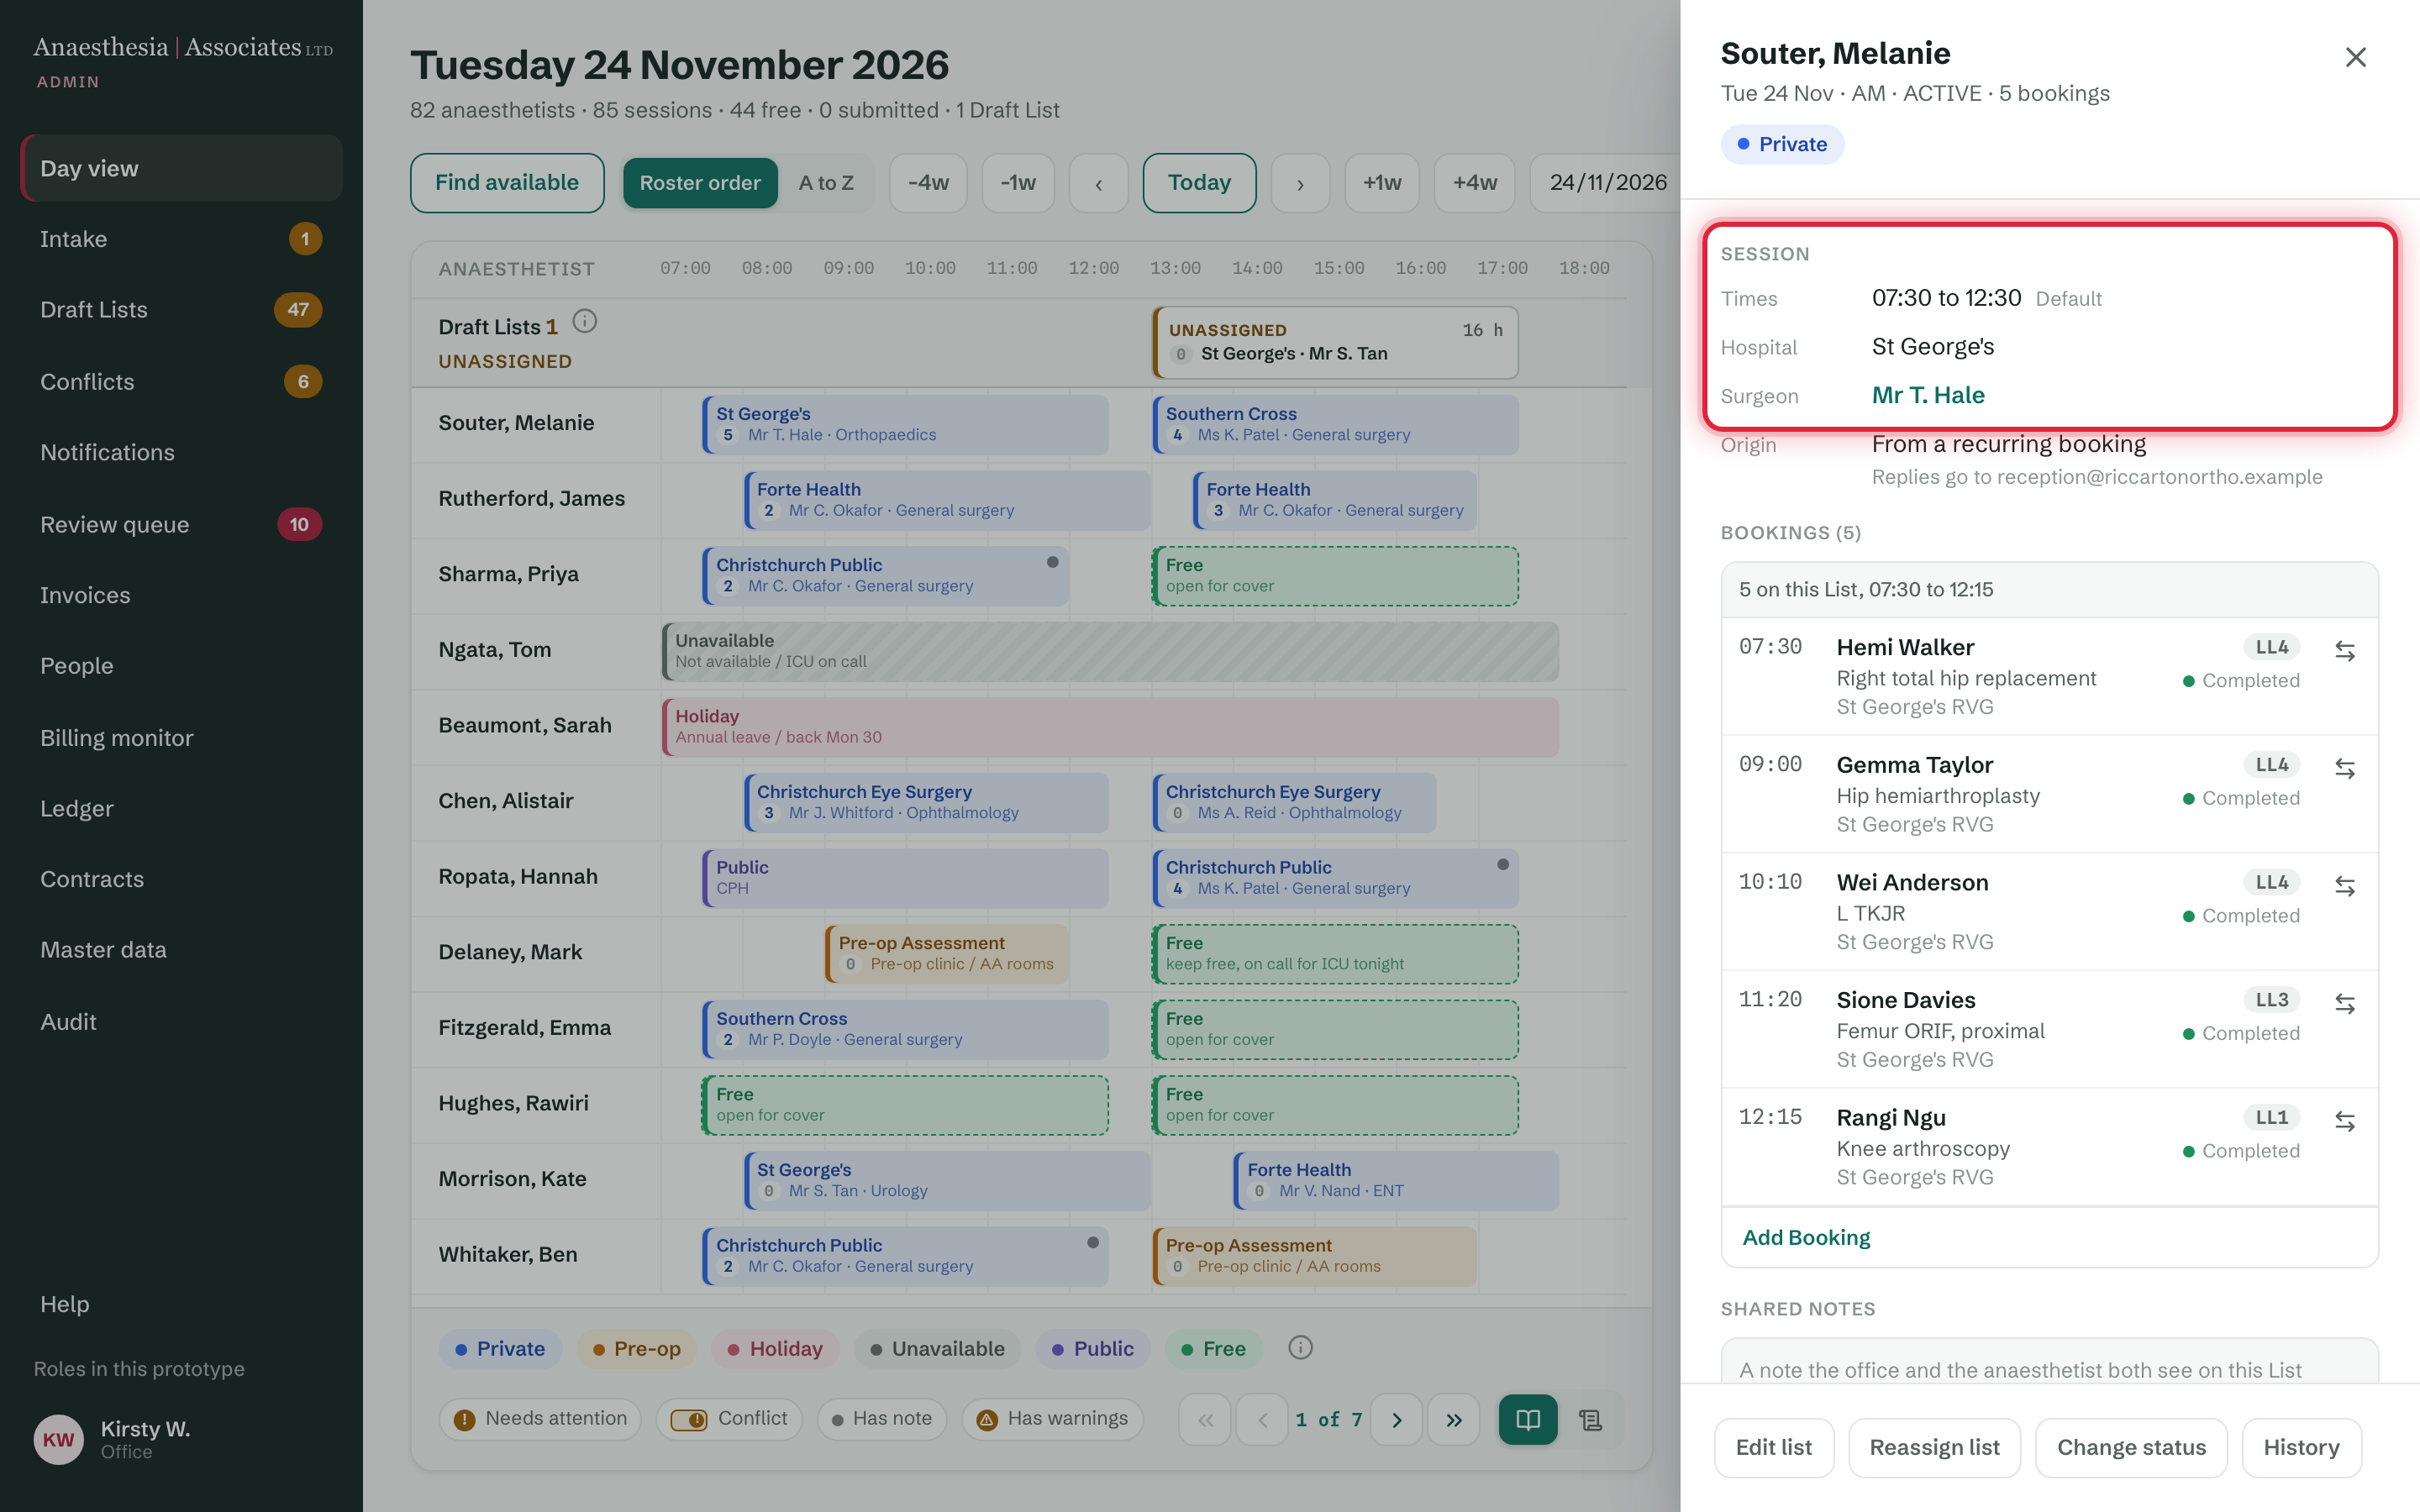 Anaesthesia | Associates LTD
ADMIN
Day view
Intake 1
Draft Lists 47
Conflicts 6
Notifications
Review queue 10
Invoices
People
Billing monitor
Ledger
Contracts
Master data
Audit
Help
Roles in this prototype
KW Kirsty W.
Office
Tuesday 24 November 2026
82 anaesthetists · 85 sessions · 44 free · 0 submitted · 1 Draft List
Find available Roster order A to Z -4w -1w ‹ Today › +1w +4w 24/11/2026
ANAESTHETIST 07:00 08:00 09:00 10:00 11:00 12:00 13:00 14:00 15:00 16:00 17:00 18:00
Draft Lists 1
UNASSIGNED
UNASSIGNED 16 h
0 St George's · Mr S. Tan
Souter, Melanie
St George's
5 Mr T. Hale · Orthopaedics
Southern Cross
4 Ms K. Patel · General surgery
Rutherford, James
Forte Health
2 Mr C. Okafor · General surgery
Forte Health
3 Mr C. Okafor · General surgery
Sharma, Priya
Christchurch Public
2 Mr C. Okafor · General surgery
Free
open for cover
Ngata, Tom
Unavailable
Not available / ICU on call
Beaumont, Sarah
Holiday
Annual leave / back Mon 30
Chen, Alistair
Christchurch Eye Surgery
3 Mr J. Whitford · Ophthalmology
Christchurch Eye Surgery
0 Ms A. Reid · Ophthalmology
Ropata, Hannah
Public
CPH
Christchurch Public
4 Ms K. Patel · General surgery
Delaney, Mark
Pre-op Assessment
0 Pre-op clinic / AA rooms
Free
keep free, on call for ICU tonight
Fitzgerald, Emma
Southern Cross
2 Mr P. Doyle · General surgery
Free
open for cover
Hughes, Rawiri
Free
open for cover
Free
open for cover
Morrison, Kate
St George's
0 Mr S. Tan · Urology
Forte Health
0 Mr V. Nand · ENT
Whitaker, Ben
Christchurch Public
2 Mr C. Okafor · General surgery
Pre-op Assessment
0 Pre-op clinic / AA rooms
Private Pre-op Holiday Unavailable Public Free
Needs attention Conflict Has note Has warnings « ‹ 1 of 7 › »
Souter, Melanie
Tue 24 Nov · AM · ACTIVE · 5 bookings
Private
SESSION
Times 07:30 to 12:30 Default
Hospital St George's
Surgeon Mr T. Hale
Origin From a recurring booking
Replies go to reception@riccartonortho.example
BOOKINGS (5)
5 on this List, 07:30 to 12:15
07:30 Hemi Walker LL4
Right total hip replacement Completed
St George's RVG
09:00 Gemma Taylor LL4
Hip hemiarthroplasty Completed
St George's RVG
10:10 Wei Anderson LL4
L TKJR Completed
St George's RVG
11:20 Sione Davies LL3
Femur ORIF, proximal Completed
St George's RVG
12:15 Rangi Ngu LL1
Knee arthroscopy Completed
St George's RVG
Add Booking
SHARED NOTES
A note the office and the anaesthetist both see on this List
Edit list Reassign list Change status History